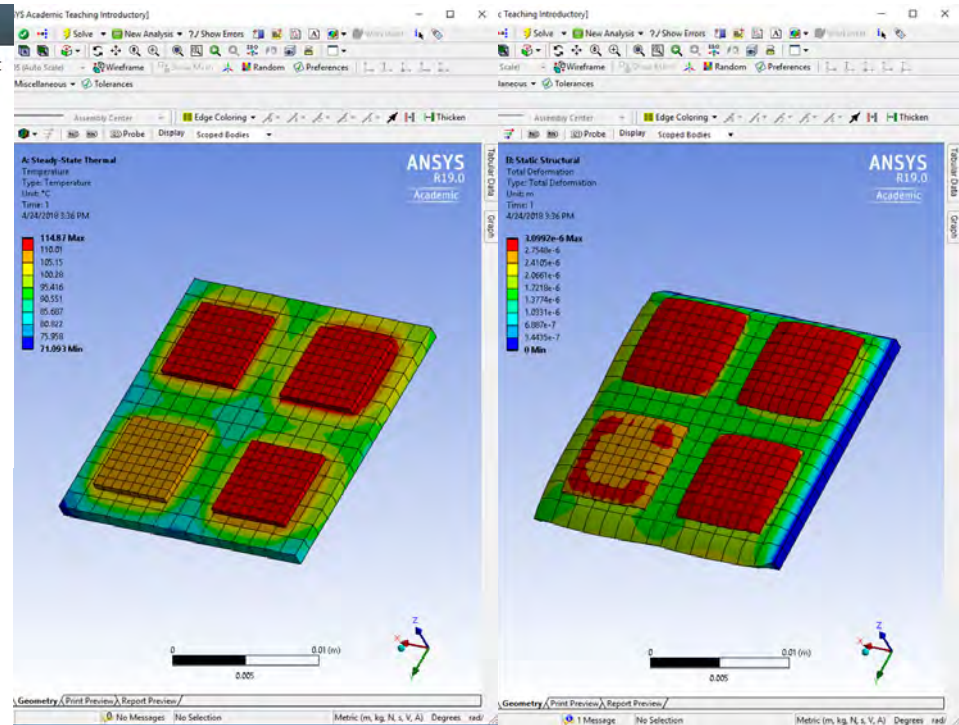 YS Academic Teaching Introductory]
Solve New Analysis ?/ Show Errors
Wireframe Random Preferences
Miscellaneous Tolerances
Assembly Center Edge Coloring Thicken
Probe Display Scoped Bodies
A: Steady-State Thermal
Temperature
Type: Temperature
Unit: °C
Time: 1
4/24/2018 3:36 PM
114.87 Max
110.01
105.15
100.28
95.416
90.551
85.687
80.822
75.958
71.093 Min
ANSYS
R19.0
Academic
Tabular Data
Graph
Z
X
0
0.01 (m)
0.005
Geometry Print Preview Report Preview
No Messages No Selection Metric (m, kg, N, s, V, A) Degrees rad/
c Teaching Introductory]
Solve New Analysis ?/ Show Errors
Scale) Wireframe Random Preferences
laneous Tolerances
Assembly Center Edge Coloring Thicken
Probe Display Scoped Bodies
B: Static Structural
Total Deformation
Type: Total Deformation
Unit: m
Time: 1
4/24/2018 3:36 PM
3.0992e-6 Max
2.7548e-6
2.4105e-6
2.0661e-6
1.7218e-6
1.3774e-6
1.0331e-6
6.887e-7
3.4435e-7
0 Min
ANSYS
R19.0
Academic
Tabular Data
Graph
Z
X
0
0.01 (m)
0.005
Geometry Print Preview Report Preview
1 Message No Selection Metric (m, kg, N, s, V, A) Degrees rad/